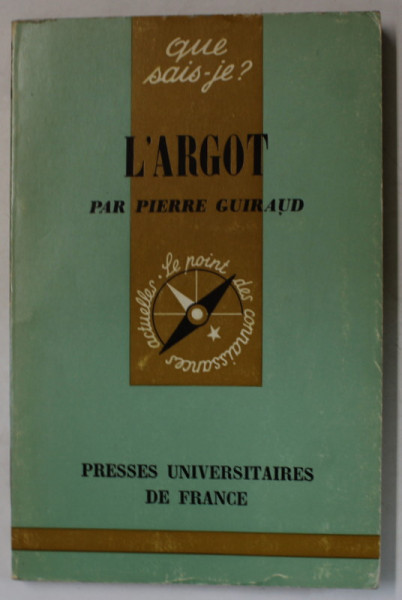 que
sais-je?
L'ARGOT
PAR PIERRE GUIRAUD
Le point des connaissances actuelles.
PRESSES UNIVERSITAIRES
DE FRANCE